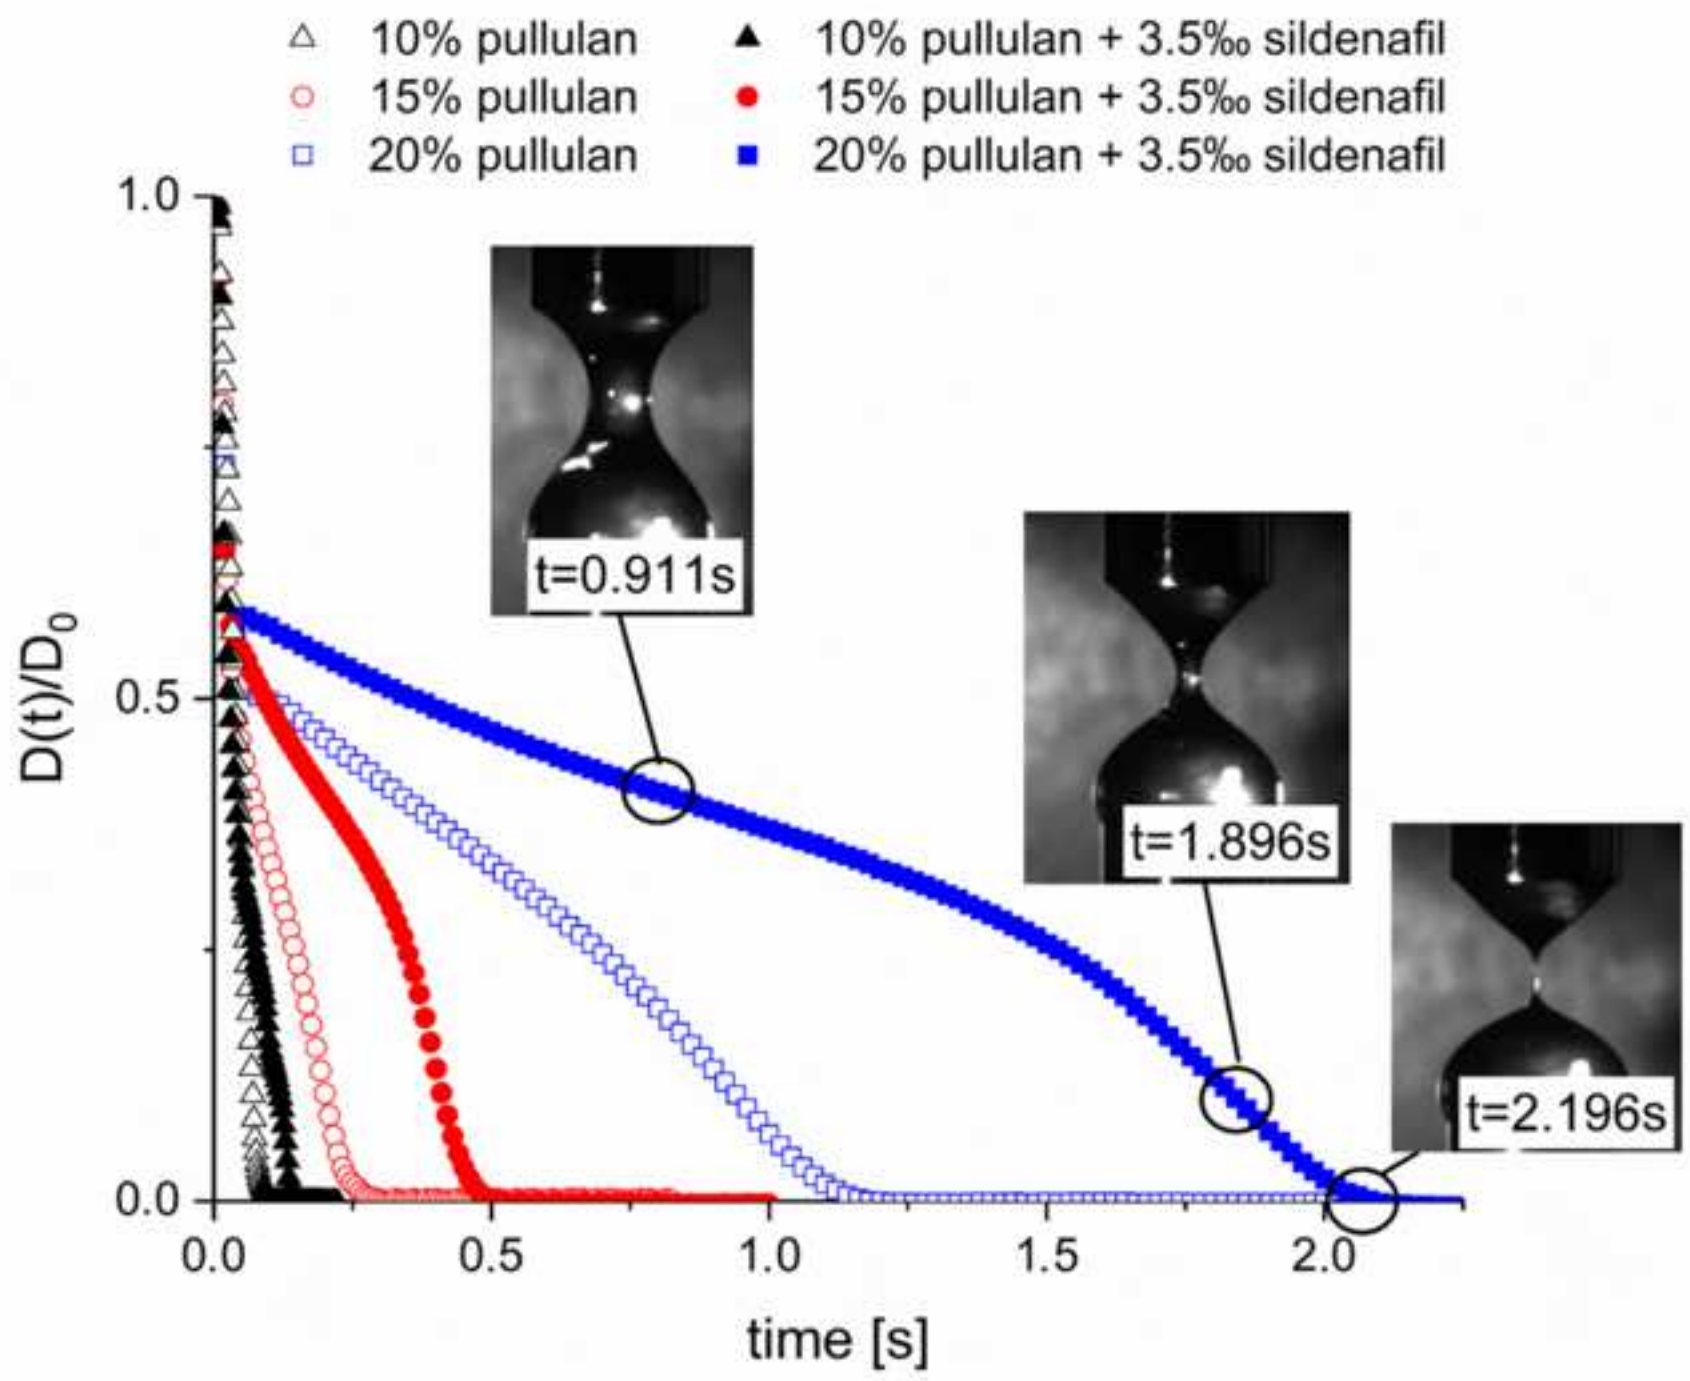 10% pullulan
10% pullulan + 3.5‰ sildenafil
15% pullulan
15% pullulan + 3.5‰ sildenafil
20% pullulan
20% pullulan + 3.5‰ sildenafil
1.0
0.5
0.0
D(t)/D₀
t=0.911s
t=1.896s
t=2.196s
0.0
0.5
1.0
1.5
2.0
time [s]